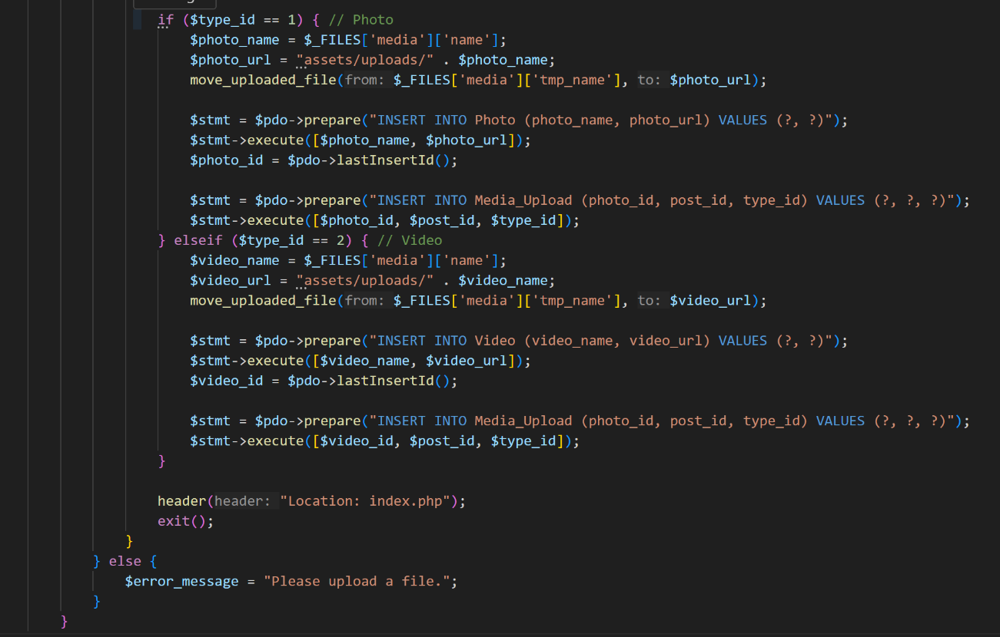 if ($type_id == 1) { // Photo
$photo_name = $_FILES['media']['name'];
$photo_url = "assets/uploads/" . $photo_name;
move_uploaded_file(from: $_FILES['media']['tmp_name'], to: $photo_url);
$stmt = $pdo->prepare("INSERT INTO Photo (photo_name, photo_url) VALUES (?, ?)");
$stmt->execute([$photo_name, $photo_url]);
$photo_id = $pdo->lastInsertId();
$stmt = $pdo->prepare("INSERT INTO Media_Upload (photo_id, post_id, type_id) VALUES (?, ?, ?)");
$stmt->execute([$photo_id, $post_id, $type_id]);
} elseif ($type_id == 2) { // Video
$video_name = $_FILES['media']['name'];
$video_url = "assets/uploads/" . $video_name;
move_uploaded_file(from: $_FILES['media']['tmp_name'], to: $video_url);
$stmt = $pdo->prepare("INSERT INTO Video (video_name, video_url) VALUES (?, ?)");
$stmt->execute([$video_name, $video_url]);
$video_id = $pdo->lastInsertId();
$stmt = $pdo->prepare("INSERT INTO Media_Upload (photo_id, post_id, type_id) VALUES (?, ?, ?)");
$stmt->execute([$video_id, $post_id, $type_id]);
}
header(header: "Location: index.php");
exit();
}
} else {
$error_message = "Please upload a file.";
}
}